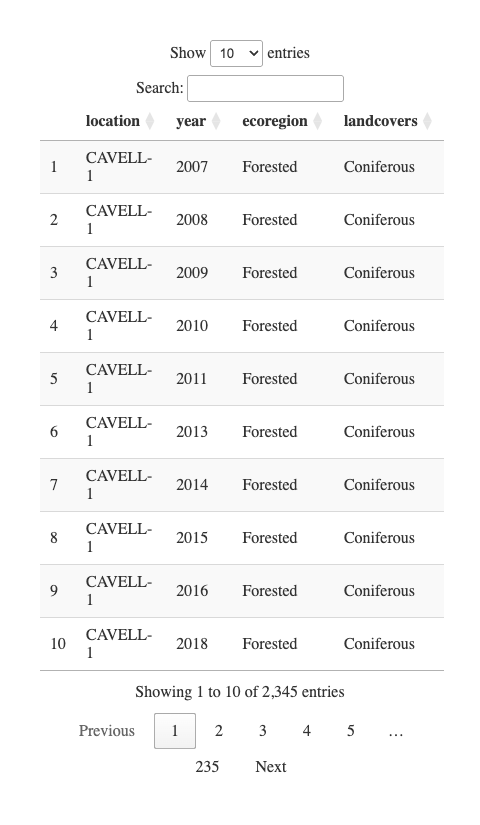 Show 10 entries
Search:
location year ecoregion landcovers
1 CAVELL-1 2007 Forested Coniferous
2 CAVELL-1 2008 Forested Coniferous
3 CAVELL-1 2009 Forested Coniferous
4 CAVELL-1 2010 Forested Coniferous
5 CAVELL-1 2011 Forested Coniferous
6 CAVELL-1 2013 Forested Coniferous
7 CAVELL-1 2014 Forested Coniferous
8 CAVELL-1 2015 Forested Coniferous
9 CAVELL-1 2016 Forested Coniferous
10 CAVELL-1 2018 Forested Coniferous
Showing 1 to 10 of 2,345 entries
Previous 1 2 3 4 5 …
235 Next